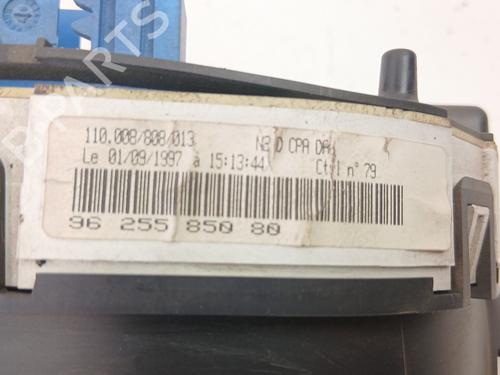 110.008/808/013 N2 D CPA DA
Le 01/09/1997 à 15:13:44 Ctrl n° 79
96 255 850 80
B-PARTS